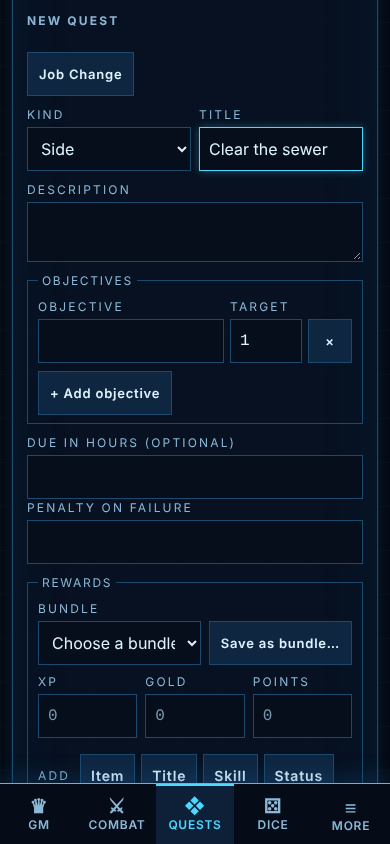 NEW QUEST
Job Change
KIND TITLE
Side Clear the sewer
DESCRIPTION
OBJECTIVES
OBJECTIVE TARGET
1 ×
+ Add objective
DUE IN HOURS (OPTIONAL)
PENALTY ON FAILURE
REWARDS
BUNDLE
Choose a bundle Save as bundle…
XP GOLD POINTS
0 0 0
ADD Item Title Skill Status
GM COMBAT QUESTS DICE MORE